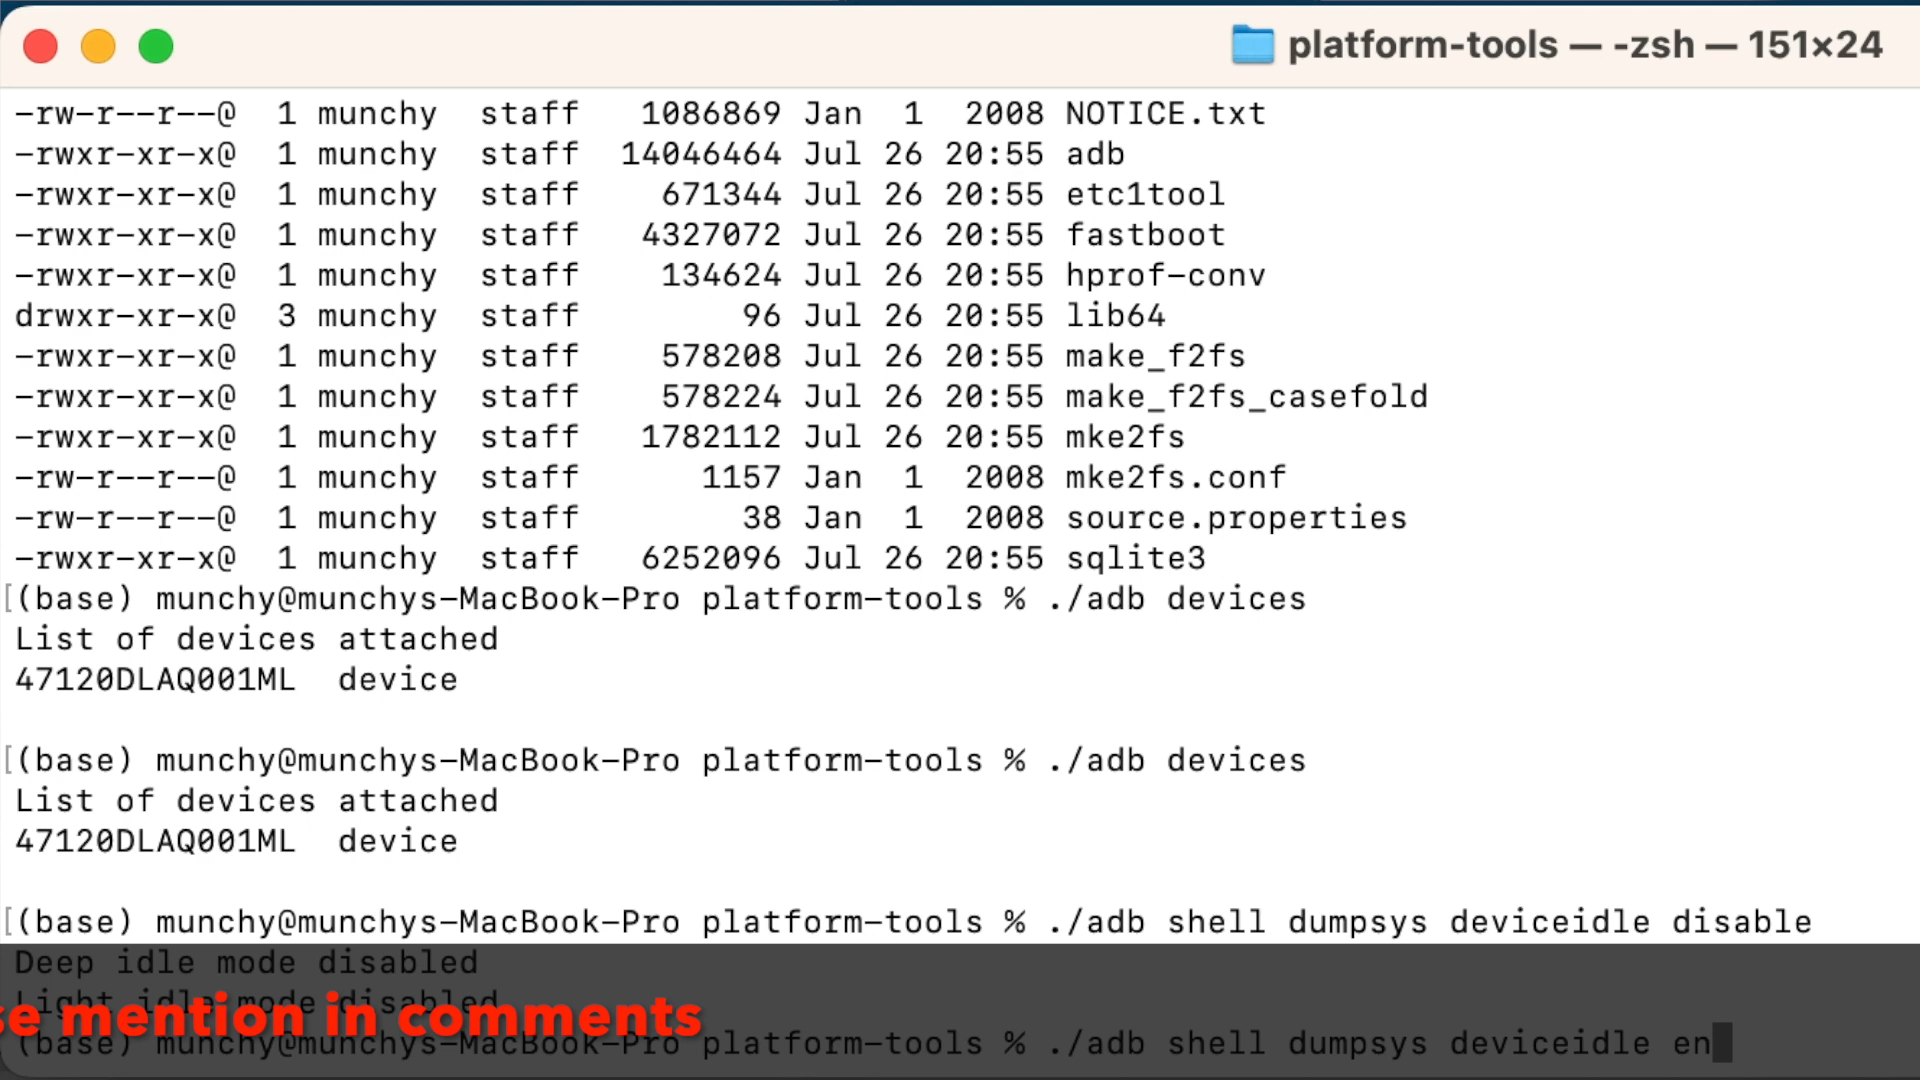 platform-tools — -zsh — 151×24
-rw-r--r--@  1 munchy  staff   1086869 Jan  1  2008 NOTICE.txt
-rwxr-xr-x@  1 munchy  staff  14046464 Jul 26 20:55 adb
-rwxr-xr-x@  1 munchy  staff    671344 Jul 26 20:55 etc1tool
-rwxr-xr-x@  1 munchy  staff   4327072 Jul 26 20:55 fastboot
-rwxr-xr-x@  1 munchy  staff    134624 Jul 26 20:55 hprof-conv
drwxr-xr-x@  3 munchy  staff        96 Jul 26 20:55 lib64
-rwxr-xr-x@  1 munchy  staff    578208 Jul 26 20:55 make_f2fs
-rwxr-xr-x@  1 munchy  staff    578224 Jul 26 20:55 make_f2fs_casefold
-rwxr-xr-x@  1 munchy  staff   1782112 Jul 26 20:55 mke2fs
-rw-r--r--@  1 munchy  staff      1157 Jan  1  2008 mke2fs.conf
-rw-r--r--@  1 munchy  staff        38 Jan  1  2008 source.properties
-rwxr-xr-x@  1 munchy  staff   6252096 Jul 26 20:55 sqlite3
[(base) munchy@munchys-MacBook-Pro platform-tools % ./adb devices
List of devices attached
47120DLAQ001ML  device
[(base) munchy@munchys-MacBook-Pro platform-tools % ./adb devices
List of devices attached
47120DLAQ001ML  device
[(base) munchy@munchys-MacBook-Pro platform-tools % ./adb shell dumpsys deviceidle disable
Deep idle mode disabled
Light idle mode disabled
se mention in comments
(base) munchy@munchys-MacBook-Pro platform-tools % ./adb shell dumpsys deviceidle en